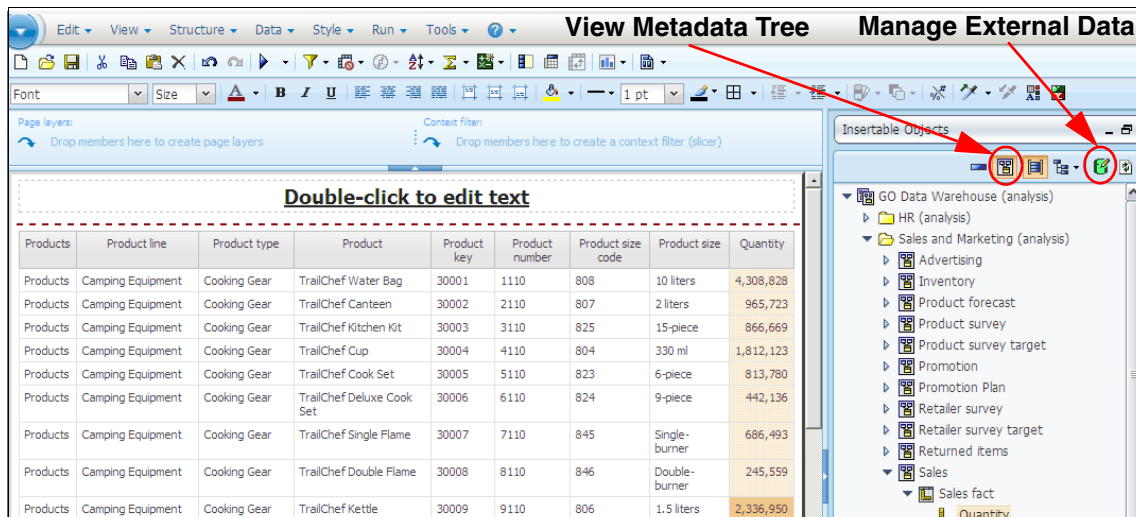 View Metadata Tree Manage External Data
Edit View Structure Data Style Run Tools
Font Size A B I U 1 pt
Page layers: Context filter:
Drop members here to create page layers Drop members here to create a context filter (slicer)
Insertable Objects
Double-click to edit text
GO Data Warehouse (analysis)
HR (analysis)
Sales and Marketing (analysis)
Advertising
Inventory
Product forecast
Product survey
Product survey target
Promotion
Promotion Plan
Retailer survey
Retailer survey target
Returned items
Sales
Sales fact
Quantity
Products Product line Product type Product Product key Product number Product size code Product size Quantity
Products Camping Equipment Cooking Gear TrailChef Water Bag 30001 1110 808 10 liters 4,308,828
Products Camping Equipment Cooking Gear TrailChef Canteen 30002 2110 807 2 liters 965,723
Products Camping Equipment Cooking Gear TrailChef Kitchen Kit 30003 3110 825 15-piece 866,669
Products Camping Equipment Cooking Gear TrailChef Cup 30004 4110 804 330 ml 1,812,123
Products Camping Equipment Cooking Gear TrailChef Cook Set 30005 5110 823 6-piece 813,780
Products Camping Equipment Cooking Gear TrailChef Deluxe Cook Set 30006 6110 824 9-piece 442,136
Products Camping Equipment Cooking Gear TrailChef Single Flame 30007 7110 845 Single-burner 686,493
Products Camping Equipment Cooking Gear TrailChef Double Flame 30008 8110 846 Double-burner 245,559
Products Camping Equipment Cooking Gear TrailChef Kettle 30009 9110 806 1.5 liters 2,336,950